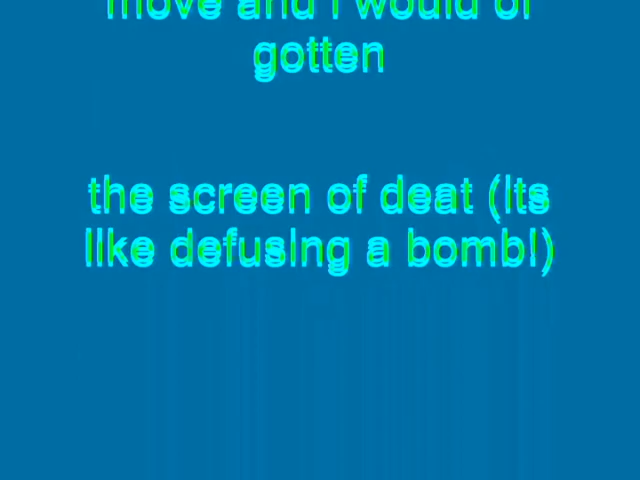 move and i would of
gotten
the screen of deat (its
like defusing a bomb!)